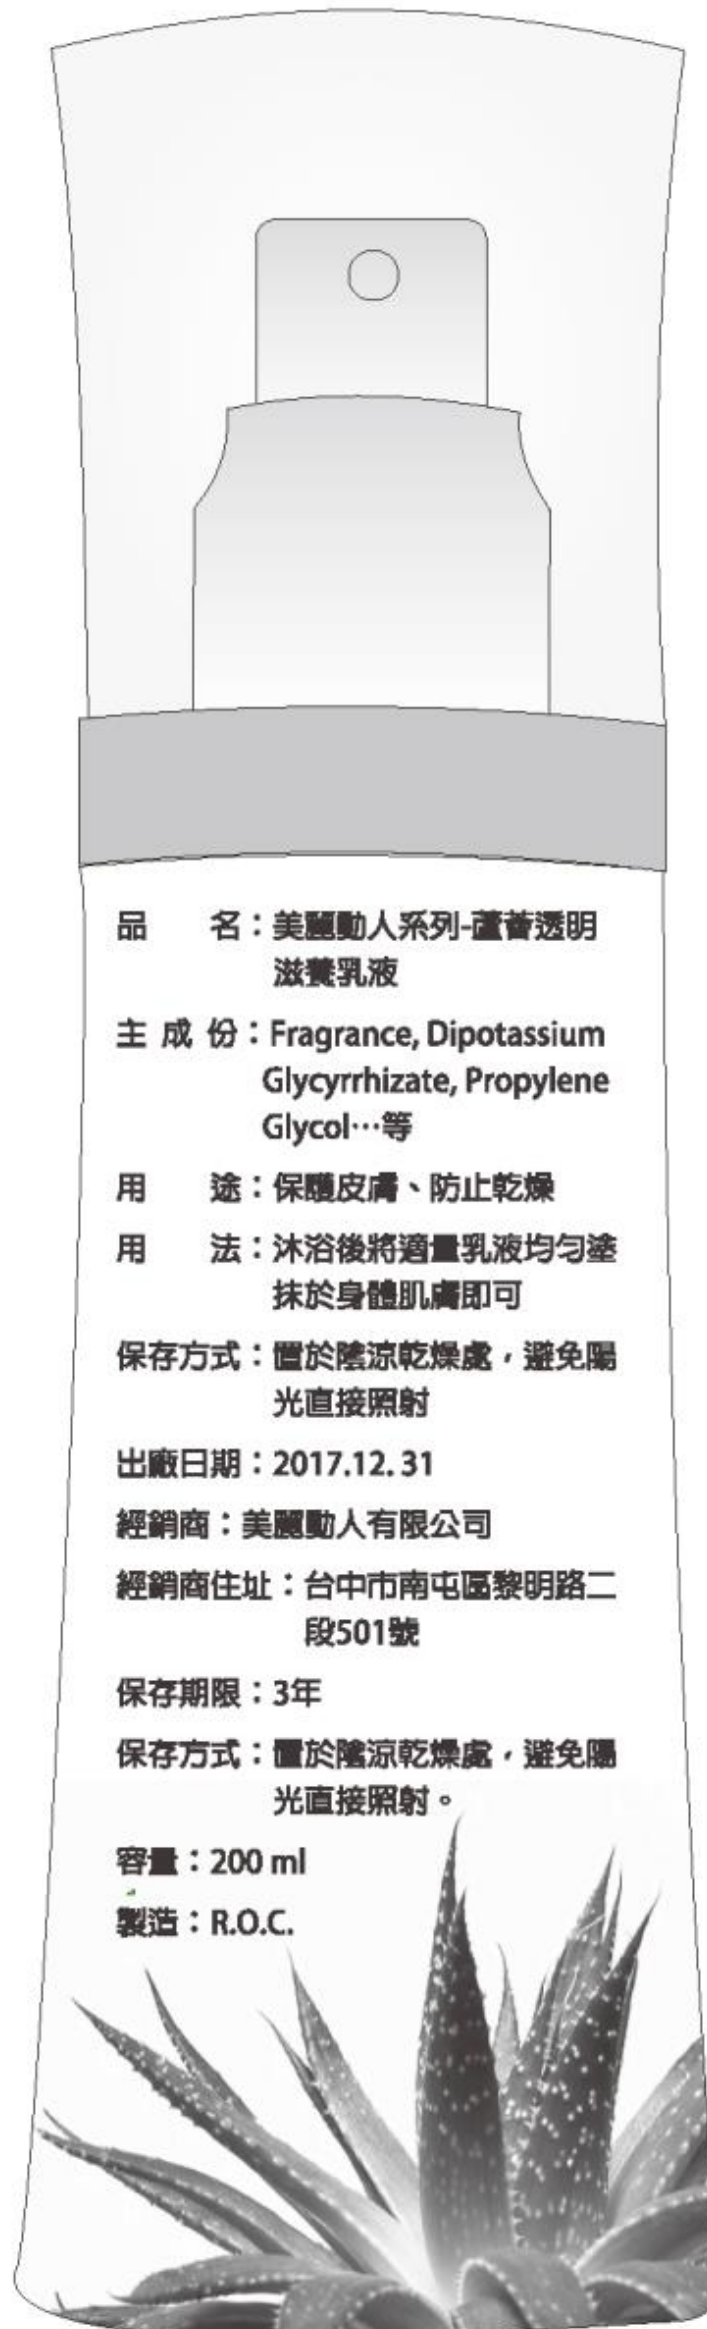 品　　名：美麗動人系列-蘆薈透明
滋養乳液
主 成 份：Fragrance, Dipotassium
Glycyrrhizate, Propylene
Glycol…等
用　　途：保護皮膚、防止乾燥
用　　法：沐浴後將適量乳液均勻塗
抹於身體肌膚即可
保存方式：置於陰涼乾燥處，避免陽
光直接照射
出廠日期：2017.12. 31
經銷商：美麗動人有限公司
經銷商住址：台中市南屯區黎明路二
段501號
保存期限：3年
保存方式：置於陰涼乾燥處，避免陽
光直接照射。
容量：200 ml
製造：R.O.C.